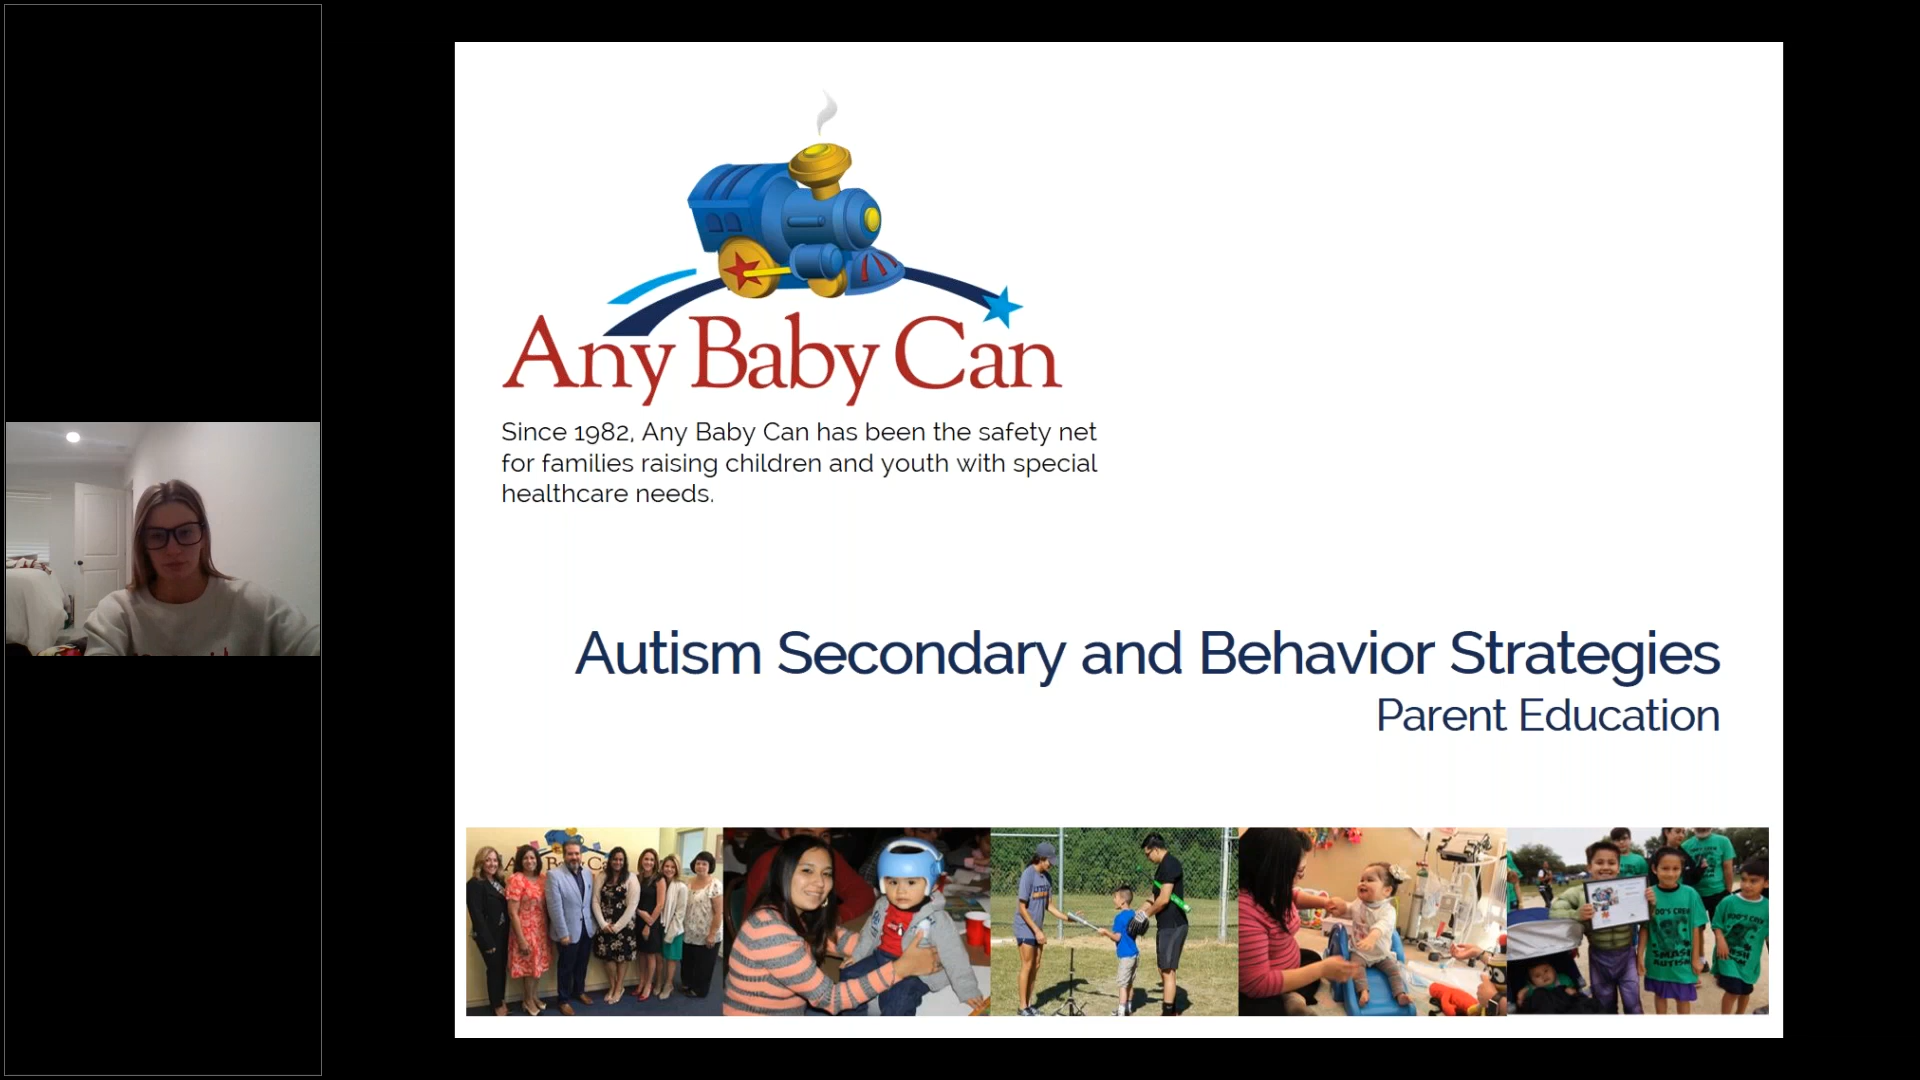 Any Baby Can
Since 1982, Any Baby Can has been the safety net
for families raising children and youth with special
healthcare needs.
Autism Secondary and Behavior Strategies
Parent Education